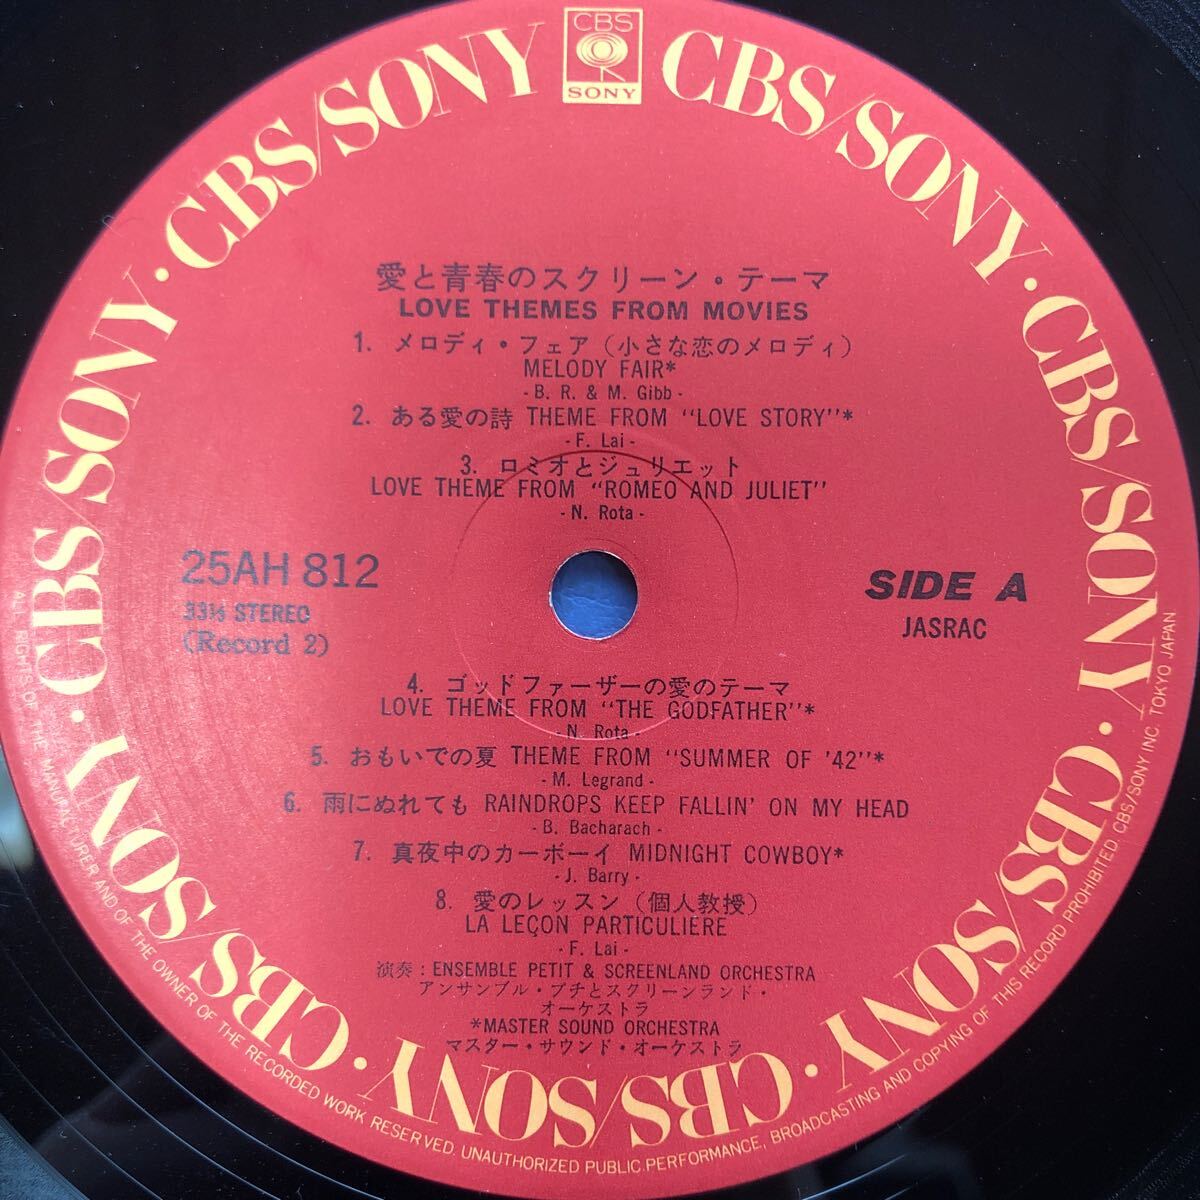 CBS
SONY
CBS/SONY · CBS/SONY · CBS/SONY · CBS/SONY · CBS/SONY · CBS/SONY · CBS/SONY · CBS/SONY · CBS/SONY · CBS/SONY
愛と青春のスクリーン・テーマ
LOVE THEMES FROM MOVIES
1. メロディ・フェア(小さな恋のメロディ)
MELODY FAIR*
- B. R. & M. Gibb -
2. ある愛の詩 THEME FROM "LOVE STORY"*
- F. Lai -
3. ロミオとジュリエット
LOVE THEME FROM "ROMEO AND JULIET"
- N. Rota -
25AH 812
33⅓ STEREO
(Record 2)
SIDE A
JASRAC
4. ゴッドファーザーの愛のテーマ
LOVE THEME FROM "THE GODFATHER"*
- N. Rota -
5. おもいでの夏 THEME FROM "SUMMER OF '42"*
- M. Legrand -
6. 雨にぬれても RAINDROPS KEEP FALLIN' ON MY HEAD
- B. Bacharach -
7. 真夜中のカーボーイ MIDNIGHT COWBOY*
- J. Barry -
8. 愛のレッスン(個人教授)
LA LEÇON PARTICULIERE
- F. Lai -
演奏：ENSEMBLE PETIT & SCREENLAND ORCHESTRA
アンサンブル・プチとスクリーンランド・
オーケストラ
*MASTER SOUND ORCHESTRA
マスター・サウンド・オーケストラ
ALL RIGHTS OF THE MANUFACTURER AND OF THE OWNER OF THE RECORDED WORK RESERVED. UNAUTHORIZED PUBLIC PERFORMANCE, BROADCASTING AND COPYING OF THIS RECORD PROHIBITED. CBS/SONY INC. TOKYO JAPAN